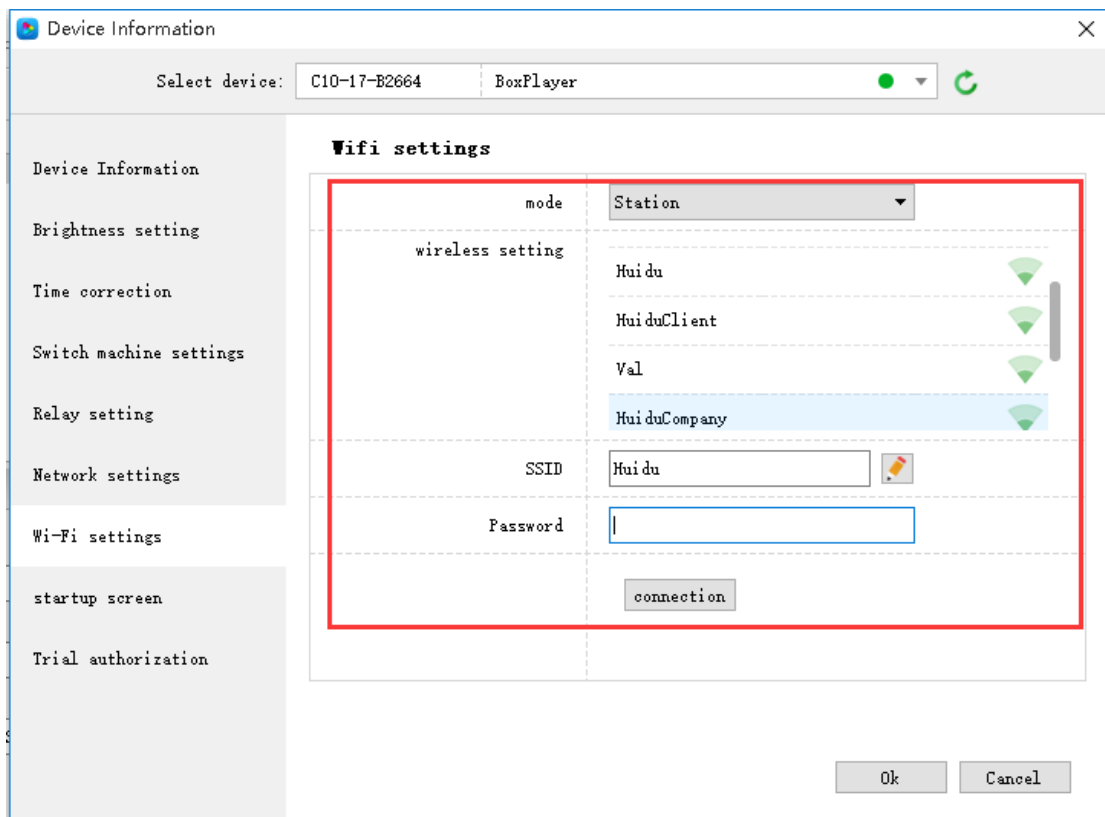 Device Information
Select device: C10-17-B2664 BoxPlayer
Device Information
Brightness setting
Time correction
Switch machine settings
Relay setting
Network settings
Wi-Fi settings
startup screen
Trial authorization
Wifi settings
mode Station
wireless setting
Huidu
HuiduClient
Val
HuiduCompany
SSID Huidu
Password
connection
Ok Cancel